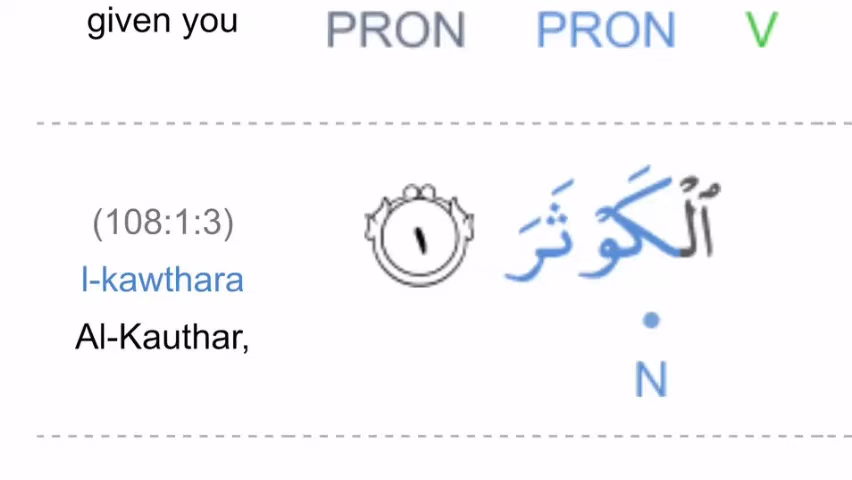 given you PRON PRON V
(108:1:3)
l-kawthara
Al-Kauthar,
ٱلْكَوْثَرَ ١
N